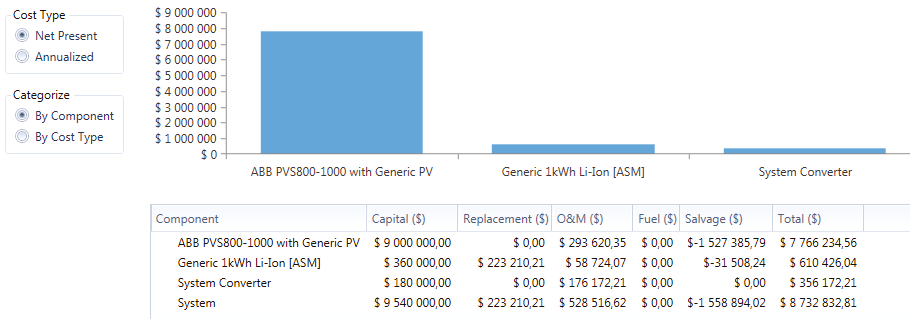 Cost Type
Net Present
Annualized
Categorize
By Component
By Cost Type
$ 9 000 000
$ 8 000 000
$ 7 000 000
$ 6 000 000
$ 5 000 000
$ 4 000 000
$ 3 000 000
$ 2 000 000
$ 1 000 000
$ 0
ABB PVS800-1000 with Generic PV Generic 1kWh Li-Ion [ASM] System Converter
Component Capital ($) Replacement ($) O&M ($) Fuel ($) Salvage ($) Total ($)
ABB PVS800-1000 with Generic PV $ 9 000 000,00 $ 0,00 $ 293 620,35 $ 0,00 $-1 527 385,79 $ 7 766 234,56
Generic 1kWh Li-Ion [ASM] $ 360 000,00 $ 223 210,21 $ 58 724,07 $ 0,00 $-31 508,24 $ 610 426,04
System Converter $ 180 000,00 $ 0,00 $ 176 172,21 $ 0,00 $ 0,00 $ 356 172,21
System $ 9 540 000,00 $ 223 210,21 $ 528 516,62 $ 0,00 $-1 558 894,02 $ 8 732 832,81